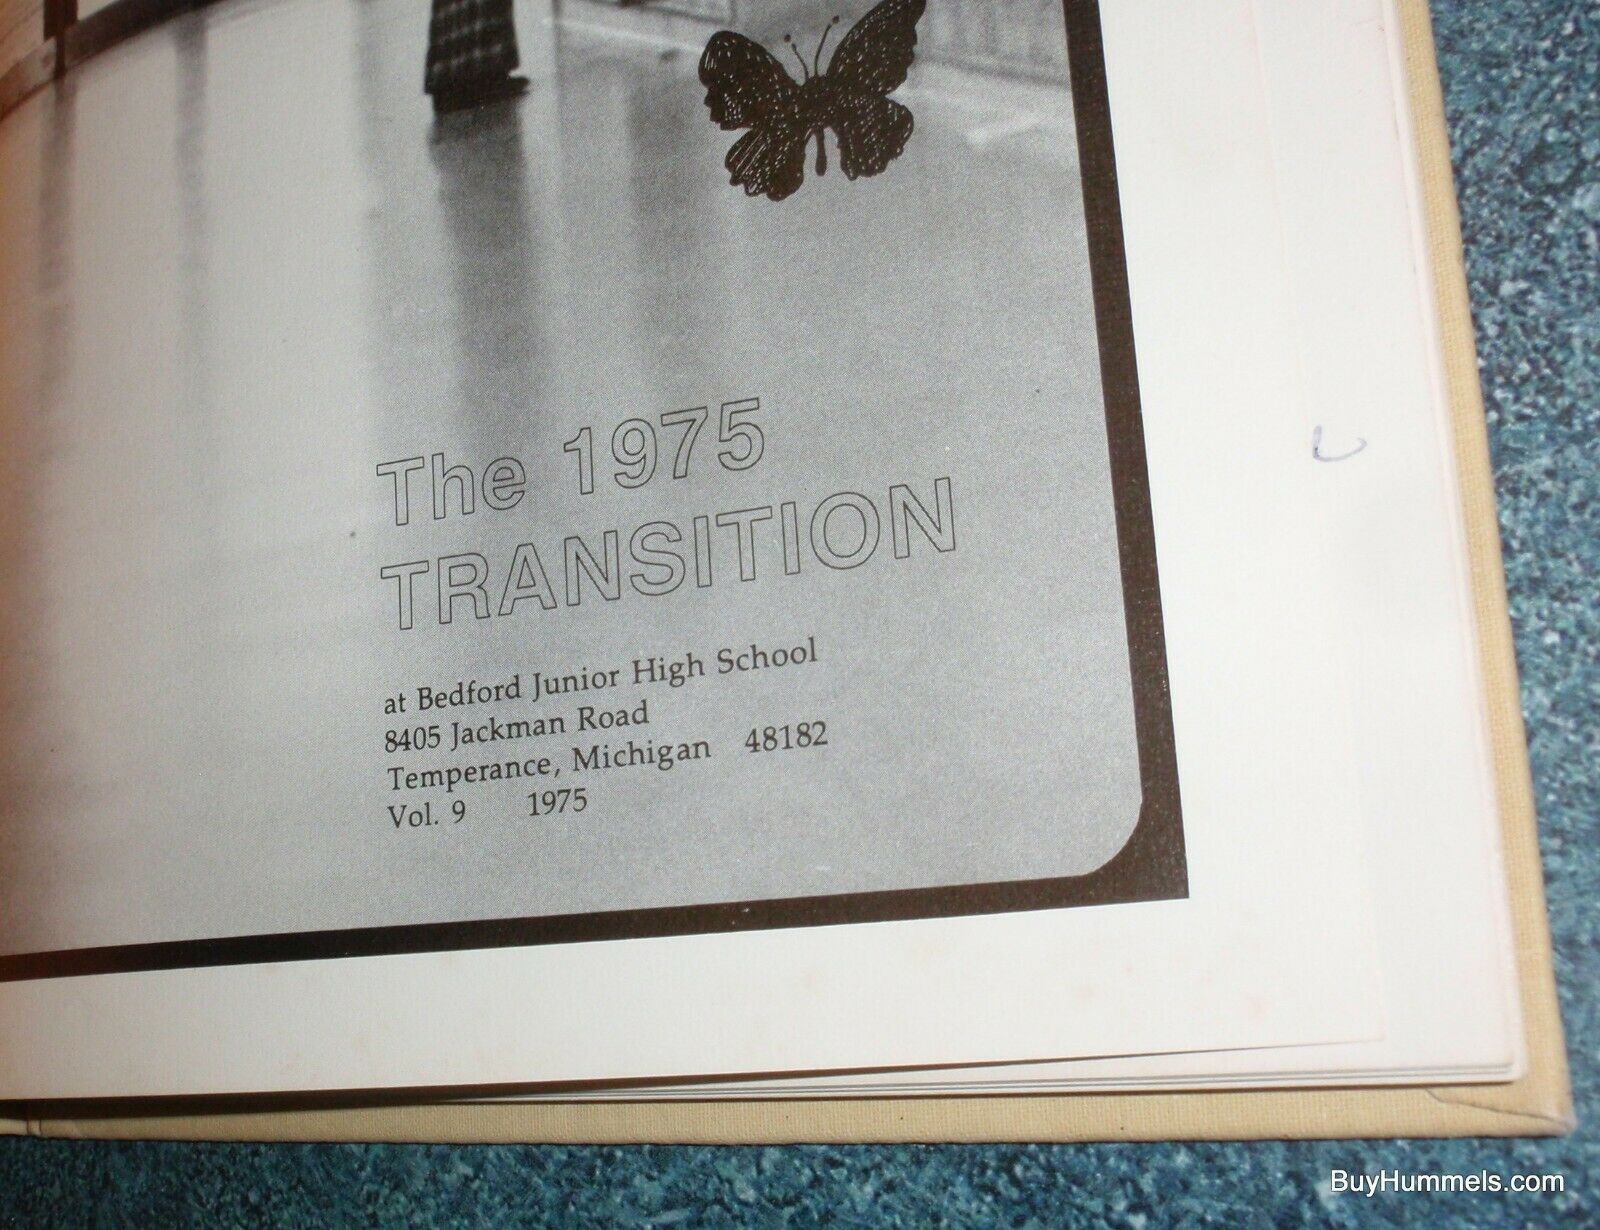 The 1975
TRANSITION
at Bedford Junior High School
8405 Jackman Road
Temperance, Michigan 48182
Vol. 9 1975
BuyHummels.com